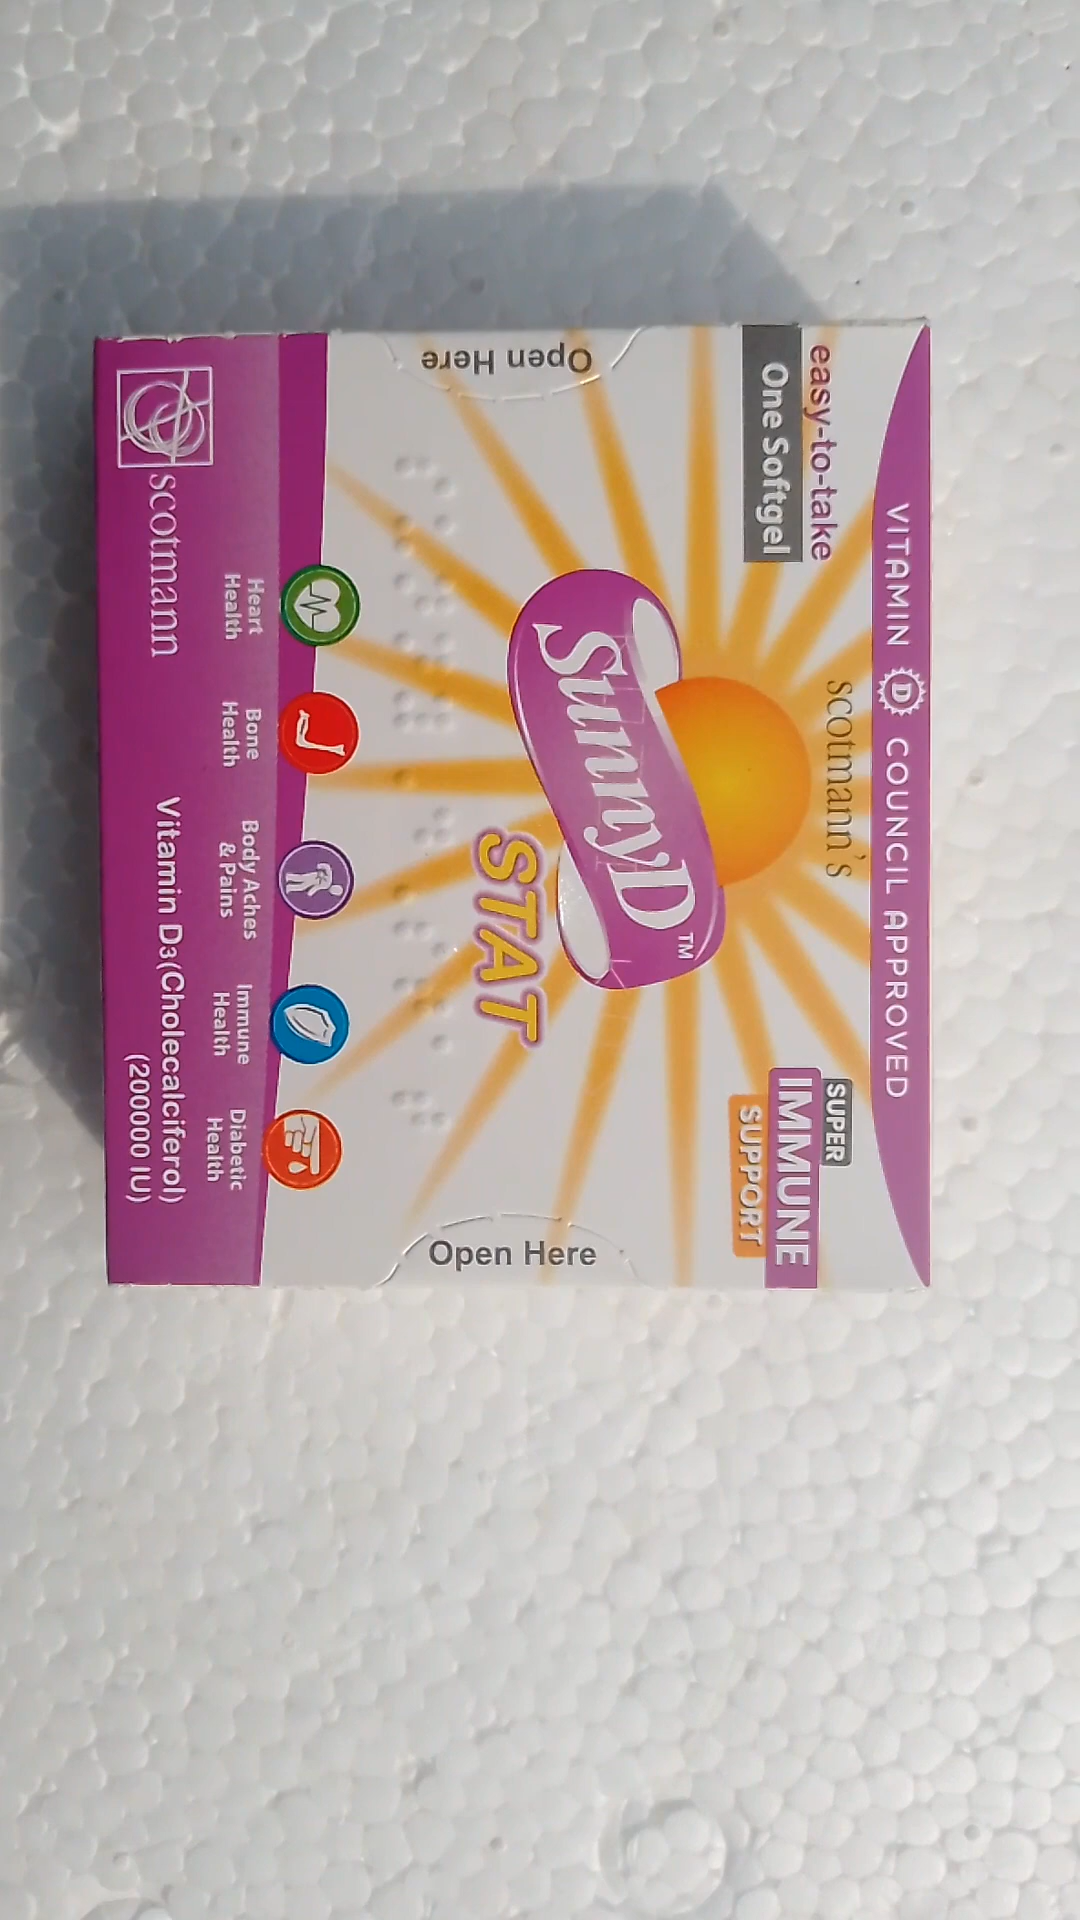 VITAMIN D COUNCIL APPROVED
easy-to-take
One Softgel
scotmann's
SUPER
IMMUNE
SUPPORT
SunnyD™
STAT
Open Here
Open Here
Heart
Health
Bone
Health
Body Aches
& Pains
Immune
Health
Diabetic
Health
scotmann
Vitamin D3(Cholecalciferol)
(200000 IU)